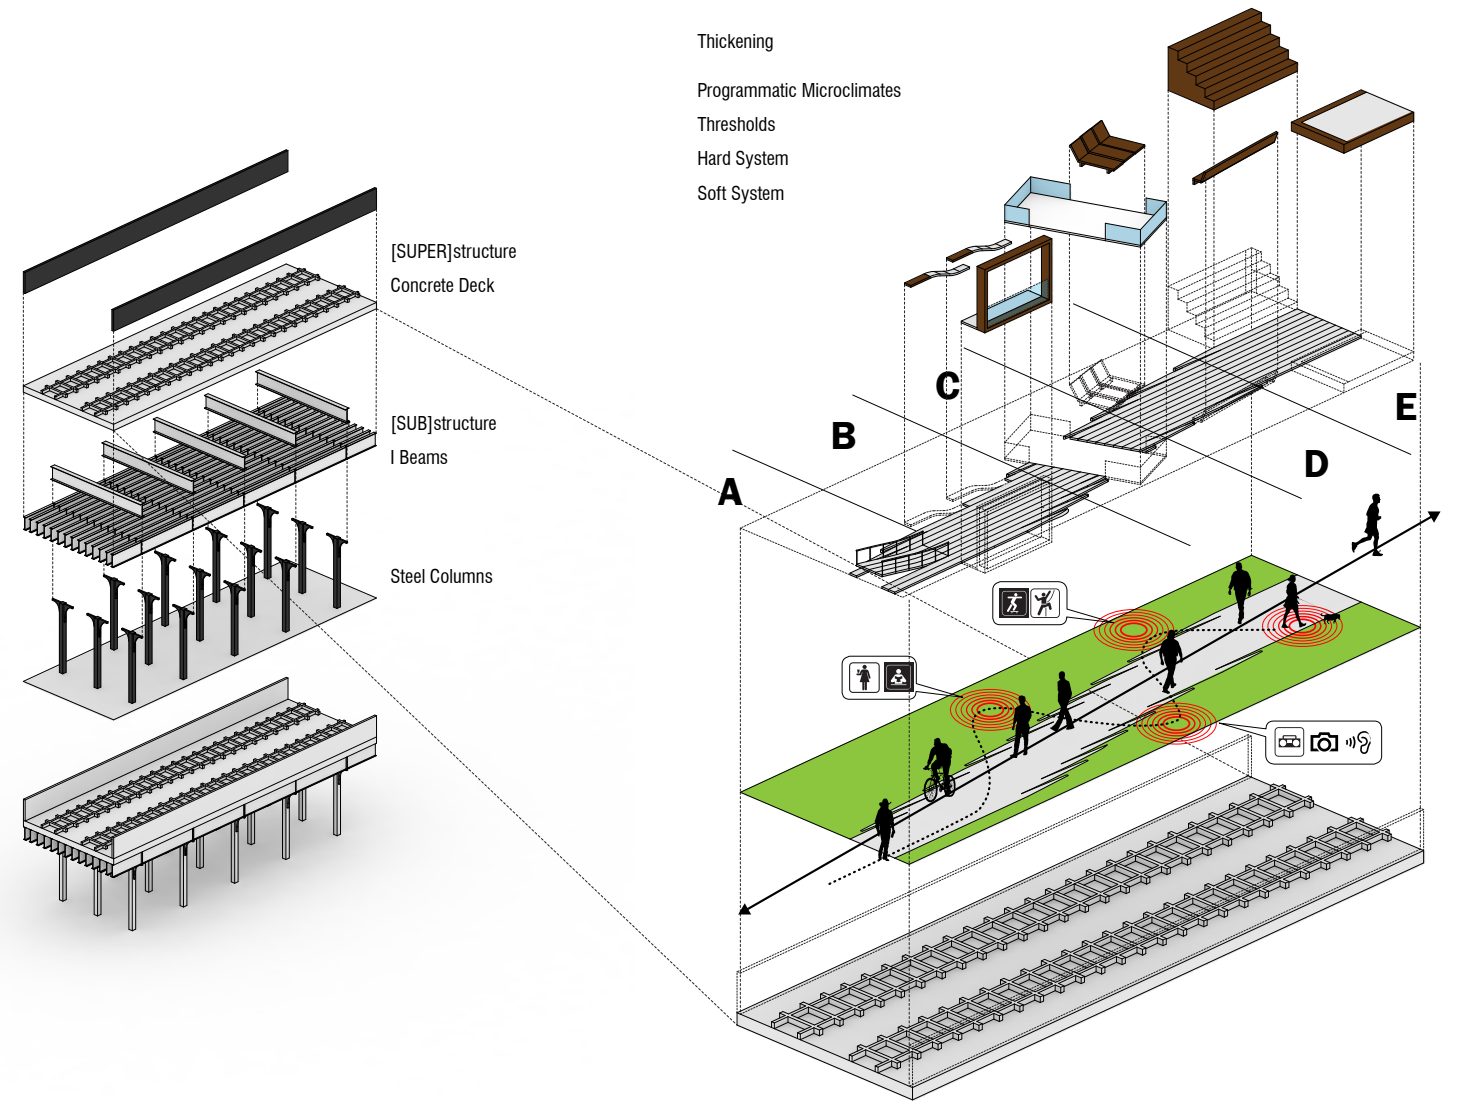 Thickening
Programmatic Microclimates
Thresholds
Hard System
Soft System
[SUPER]structure
Concrete Deck
[SUB]structure
I Beams
Steel Columns
A
B
C
D
E